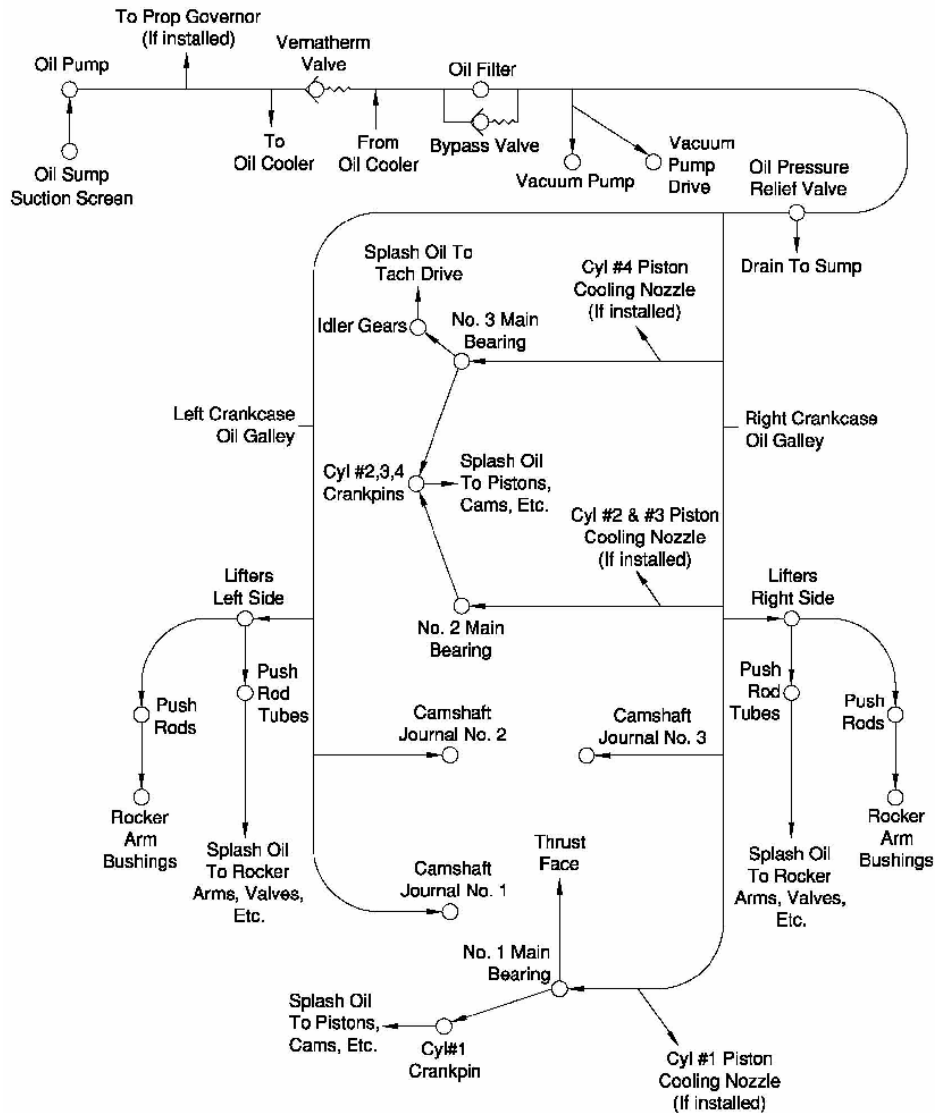 To Prop Governor
(If installed)
Vernatherm
Valve
Oil Pump
Oil Filter
To
Oil Cooler
From
Oil Cooler
Bypass Valve
Oil Sump
Suction Screen
Vacuum Pump
Vacuum
Pump
Drive
Oil Pressure
Relief Valve
Drain To Sump
Splash Oil To
Tach Drive
Cyl #4 Piston
Cooling Nozzle
(If installed)
Idler Gears
No. 3 Main
Bearing
Left Crankcase
Oil Galley
Right Crankcase
Oil Galley
Cyl #2,3,4
Crankpins
Splash Oil
To Pistons,
Cams, Etc.
Cyl #2 & #3 Piston
Cooling Nozzle
(If installed)
Lifters
Left Side
No. 2 Main
Bearing
Lifters
Right Side
Push
Rods
Push
Rod
Tubes
Camshaft
Journal No. 2
Camshaft
Journal No. 3
Push
Rod
Tubes
Push
Rods
Rocker
Arm
Bushings
Splash Oil
To Rocker
Arms, Valves,
Etc.
Camshaft
Journal No. 1
Thrust
Face
Splash Oil
To Rocker
Arms, Valves,
Etc.
Rocker
Arm
Bushings
No. 1 Main
Bearing
Splash Oil
To Pistons,
Cams, Etc.
Cyl#1
Crankpin
Cyl #1 Piston
Cooling Nozzle
(If installed)